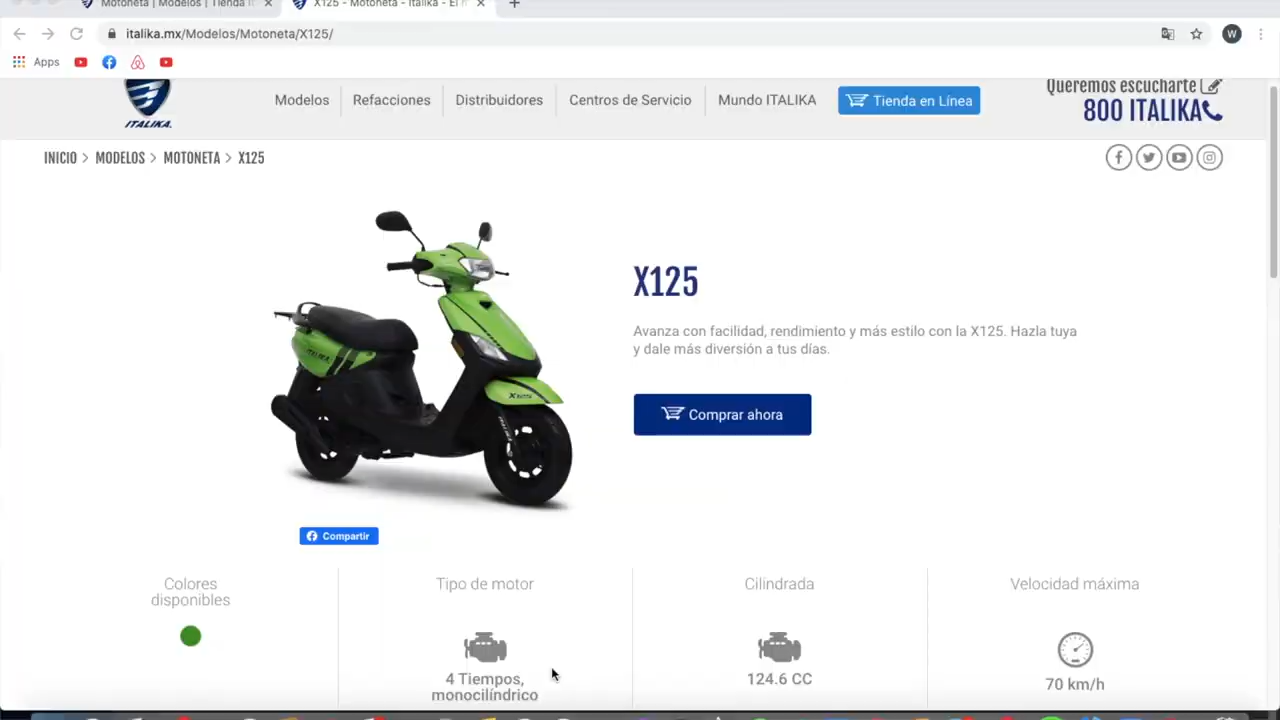 Motoneta | Modelos | Tienda It
X125 - Motoneta - Italika - El m
italika.mx/Modelos/Motoneta/X125/
W
Apps
ITALIKA.
Modelos
Refacciones
Distribuidores
Centros de Servicio
Mundo ITALIKA
Tienda en Línea
Queremos escucharte
800 ITALIKA
INICIO > MODELOS > MOTONETA > X125
X125
Avanza con facilidad, rendimiento y más estilo con la X125. Hazla tuya
y dale más diversión a tus días.
Comprar ahora
ITALIKA
X125
Compartir
Colores
disponibles
Tipo de motor
4 Tiempos,
monocilíndrico
Cilindrada
124.6 CC
Velocidad máxima
70 km/h